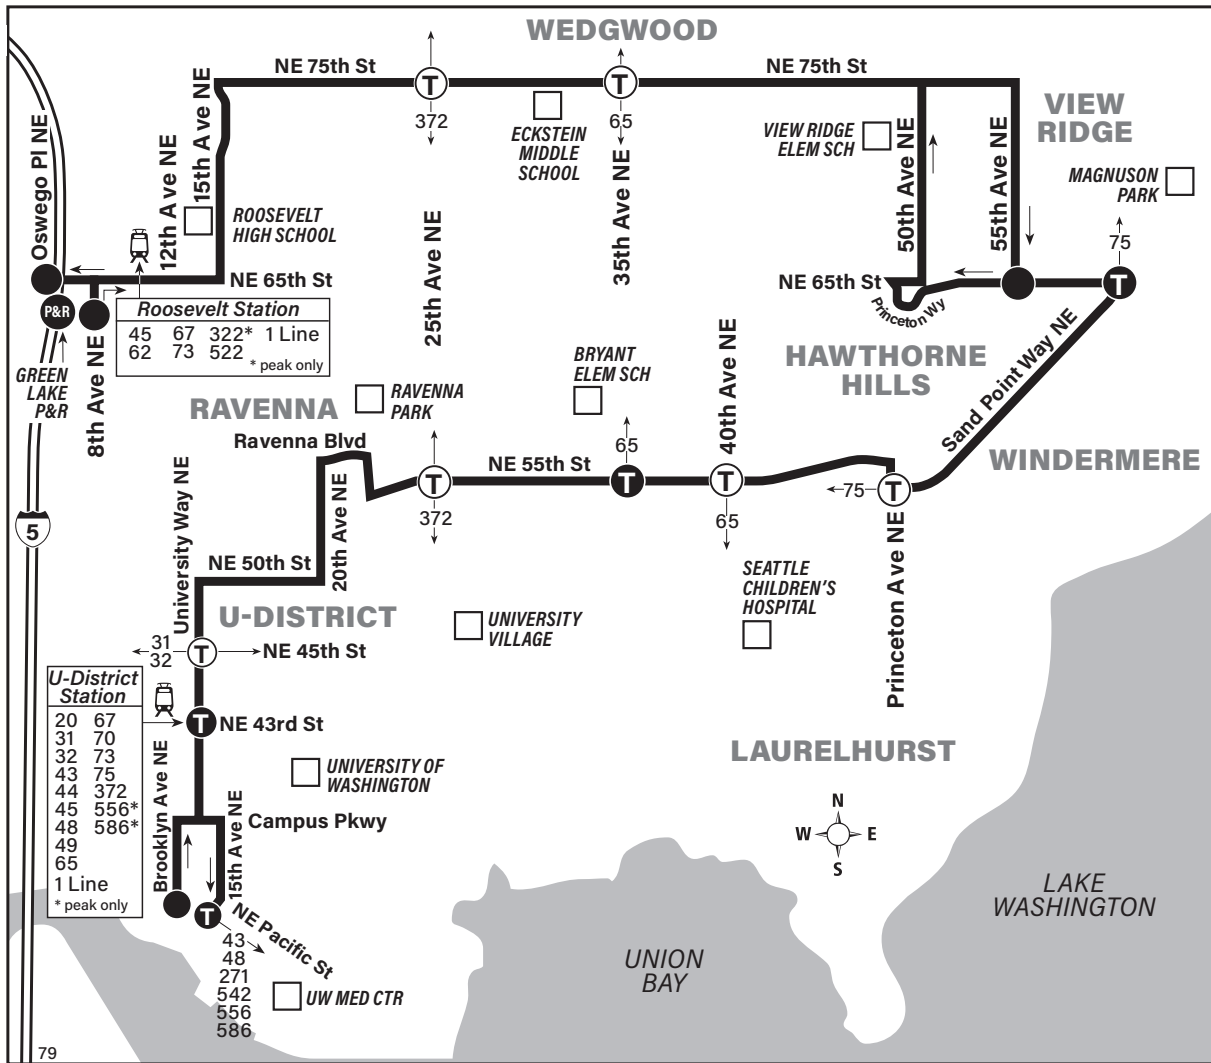 WEDGWOOD
NE 75th St
T
T
NE 75th St
372
65
VIEW
RIDGE
Oswego Pl NE
12th Ave NE
15th Ave NE
ECKSTEIN
MIDDLE
SCHOOL
VIEW RIDGE
ELEM SCH
50th Ave NE
55th Ave NE
MAGNUSON
PARK
ROOSEVELT
HIGH SCHOOL
25th Ave NE
35th Ave NE
75
NE 65th St
NE 65th St
T
Princeton Wy
P&R
Roosevelt Station
45 67 322* 1 Line
62 73 522
* peak only
GREEN
LAKE
P&R
8th Ave NE
HAWTHORNE
HILLS
Sand Point Way NE
BRYANT
ELEM SCH
40th Ave NE
RAVENNA
RAVENNA
PARK
Ravenna Blvd
65
WINDERMERE
NE 55th St
T
T
T
75
T
372
65
5
University Way NE
20th Ave NE
NE 50th St
Princeton Ave NE
SEATTLE
CHILDREN'S
HOSPITAL
U-DISTRICT
UNIVERSITY
VILLAGE
31
32
T
NE 45th St
U-District
Station
20 67
31 70
32 73
43 75
44 372
45 556*
48 586*
49
65
1 Line
* peak only
T
NE 43rd St
LAURELHURST
UNIVERSITY OF
WASHINGTON
Brooklyn Ave NE
15th Ave NE
Campus Pkwy
N
W E
S
T
NE Pacific St
43
48
271
542
556
586
UW MED CTR
UNION
BAY
LAKE
WASHINGTON
79